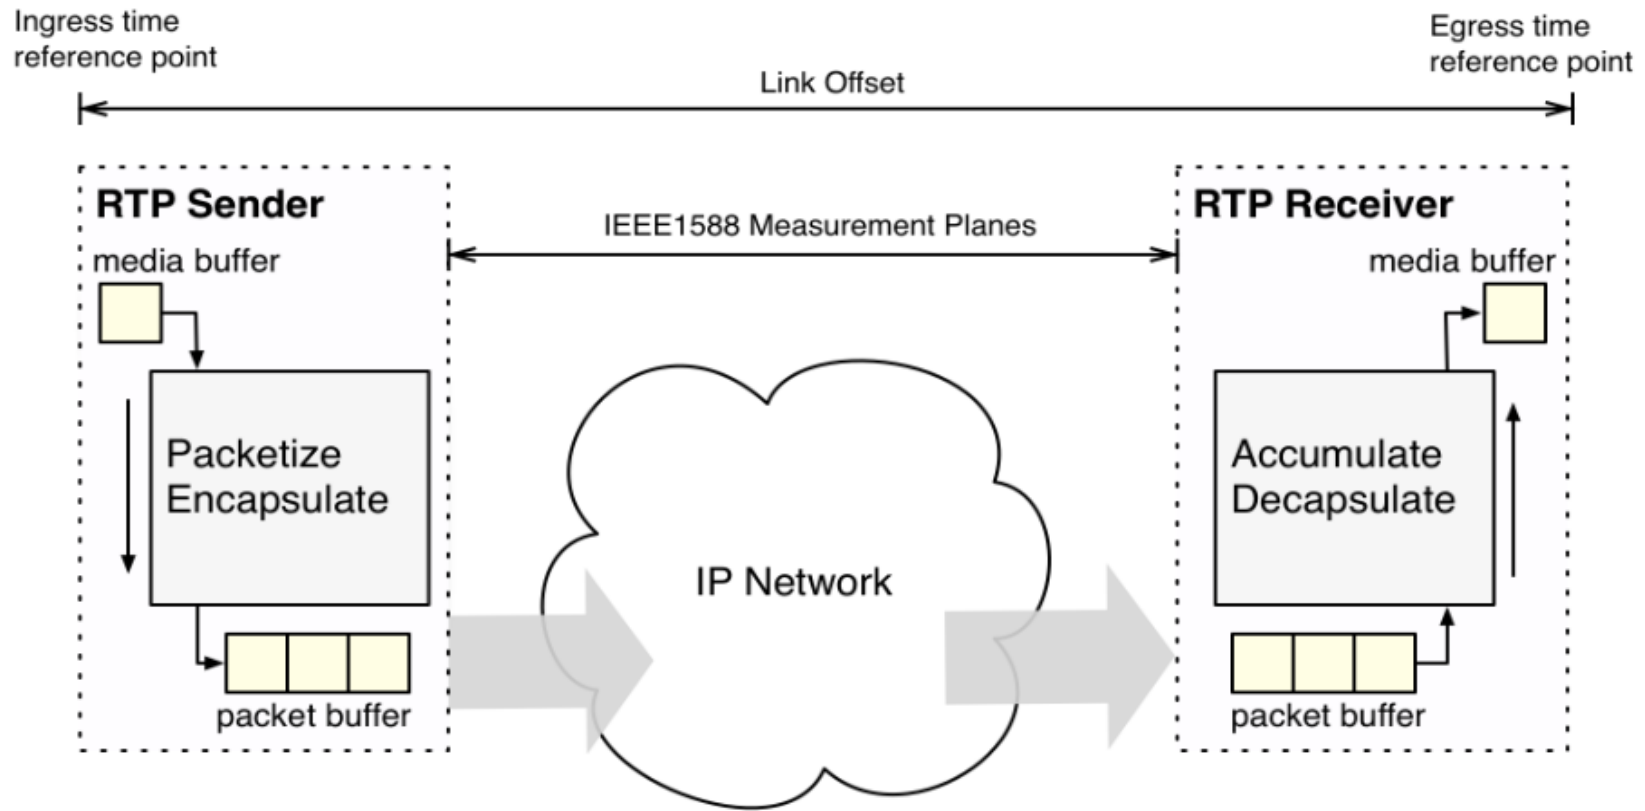 Ingress time
reference point
Egress time
reference point
Link Offset
RTP Sender
IEEE1588 Measurement Planes
RTP Receiver
media buffer
media buffer
Packetize
Encapsulate
Accumulate
Decapsulate
IP Network
packet buffer
packet buffer